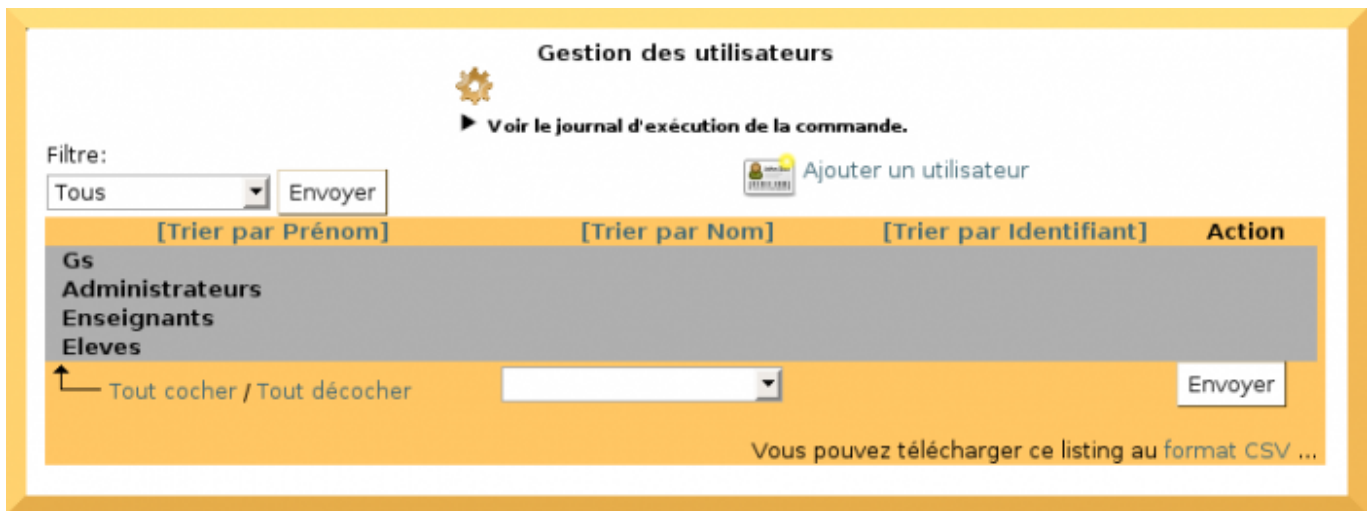 Gestion des utilisateurs
Voir le journal d'exécution de la commande.
Filtre:
Ajouter un utilisateur
Tous Envoyer
[Trier par Prénom] [Trier par Nom] [Trier par Identifiant] Action
Gs
Administrateurs
Enseignants
Eleves
Tout cocher / Tout décocher Envoyer
Vous pouvez télécharger ce listing au format CSV ...